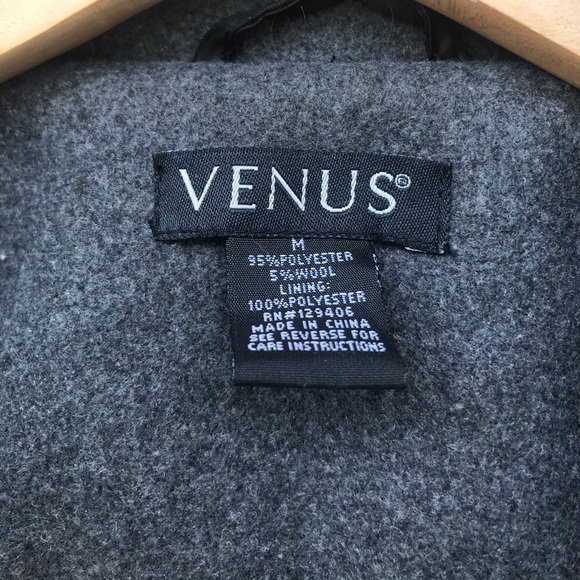 VENUS®
M
95%POLYESTER
5%WOOL
LINING:
100%POLYESTER
RN#129406
MADE IN CHINA
SEE REVERSE FOR
CARE INSTRUCTIONS